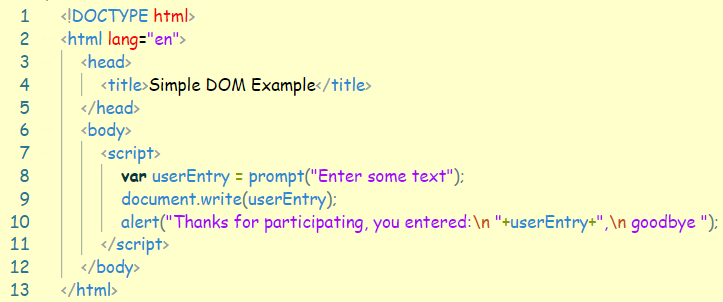 1 <!DOCTYPE html>
2 <html lang="en">
3 <head>
4 <title>Simple DOM Example</title>
5 </head>
6 <body>
7 <script>
8 var userEntry = prompt("Enter some text");
9 document.write(userEntry);
10 alert("Thanks for participating, you entered:\n "+userEntry+",\n goodbye ");
11 </script>
12 </body>
13 </html>